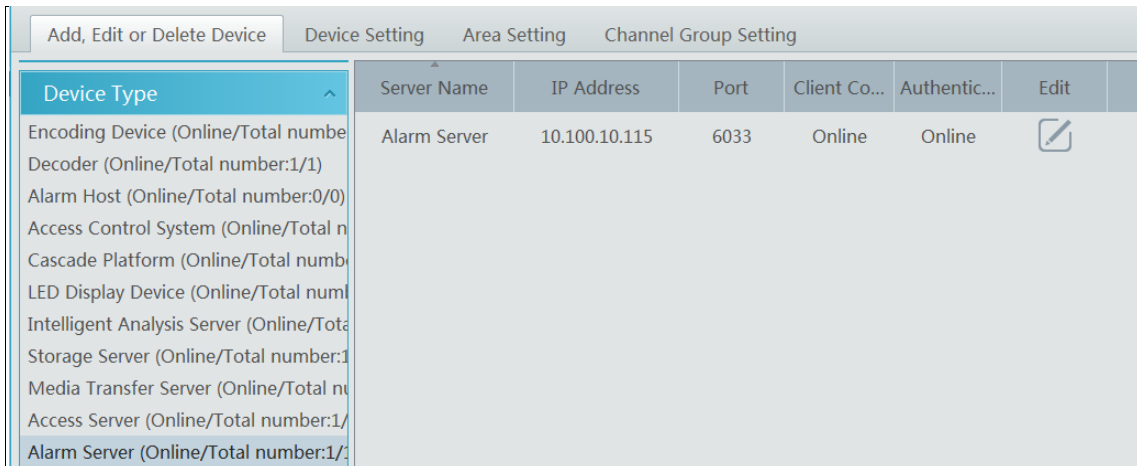 Add, Edit or Delete Device Device Setting Area Setting Channel Group Setting
Device Type
Encoding Device (Online/Total numbe
Decoder (Online/Total number:1/1)
Alarm Host (Online/Total number:0/0)
Access Control System (Online/Total n
Cascade Platform (Online/Total numb
LED Display Device (Online/Total numl
Intelligent Analysis Server (Online/Tota
Storage Server (Online/Total number:1
Media Transfer Server (Online/Total nu
Access Server (Online/Total number:1/
Alarm Server (Online/Total number:1/1
Server Name IP Address Port Client Co... Authentic... Edit
Alarm Server 10.100.10.115 6033 Online Online